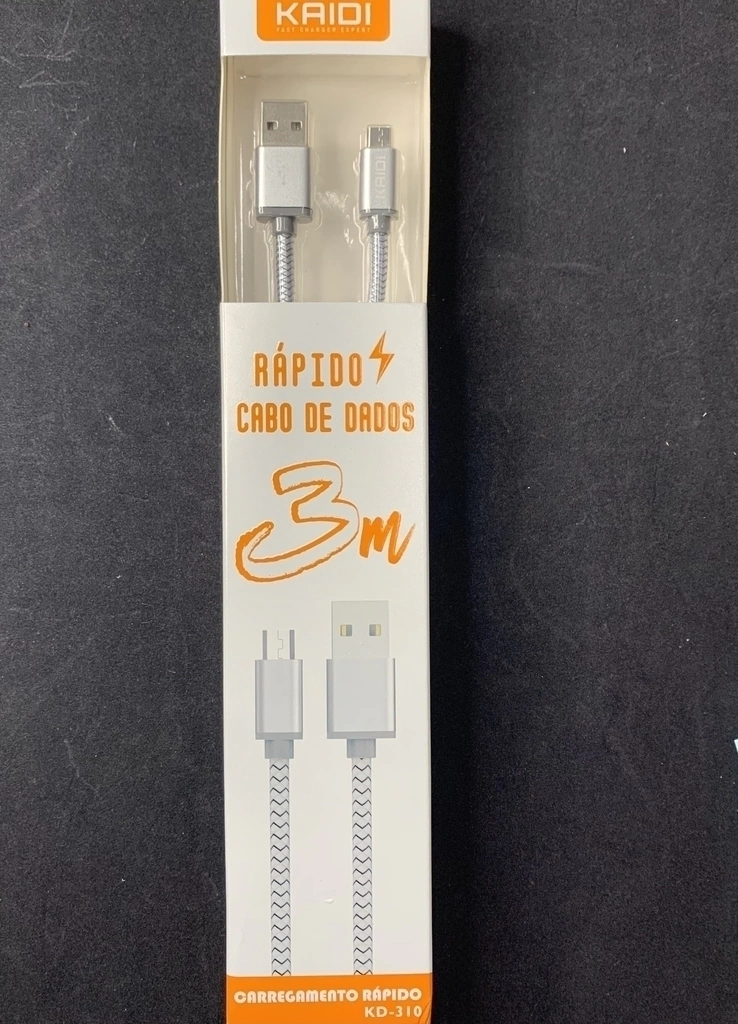 KAIDI
FAST CHARGER EXPERT
KAIDI
RÁPIDO
CABO DE DADOS
3m
CARREGAMENTO RÁPIDO
KD-310